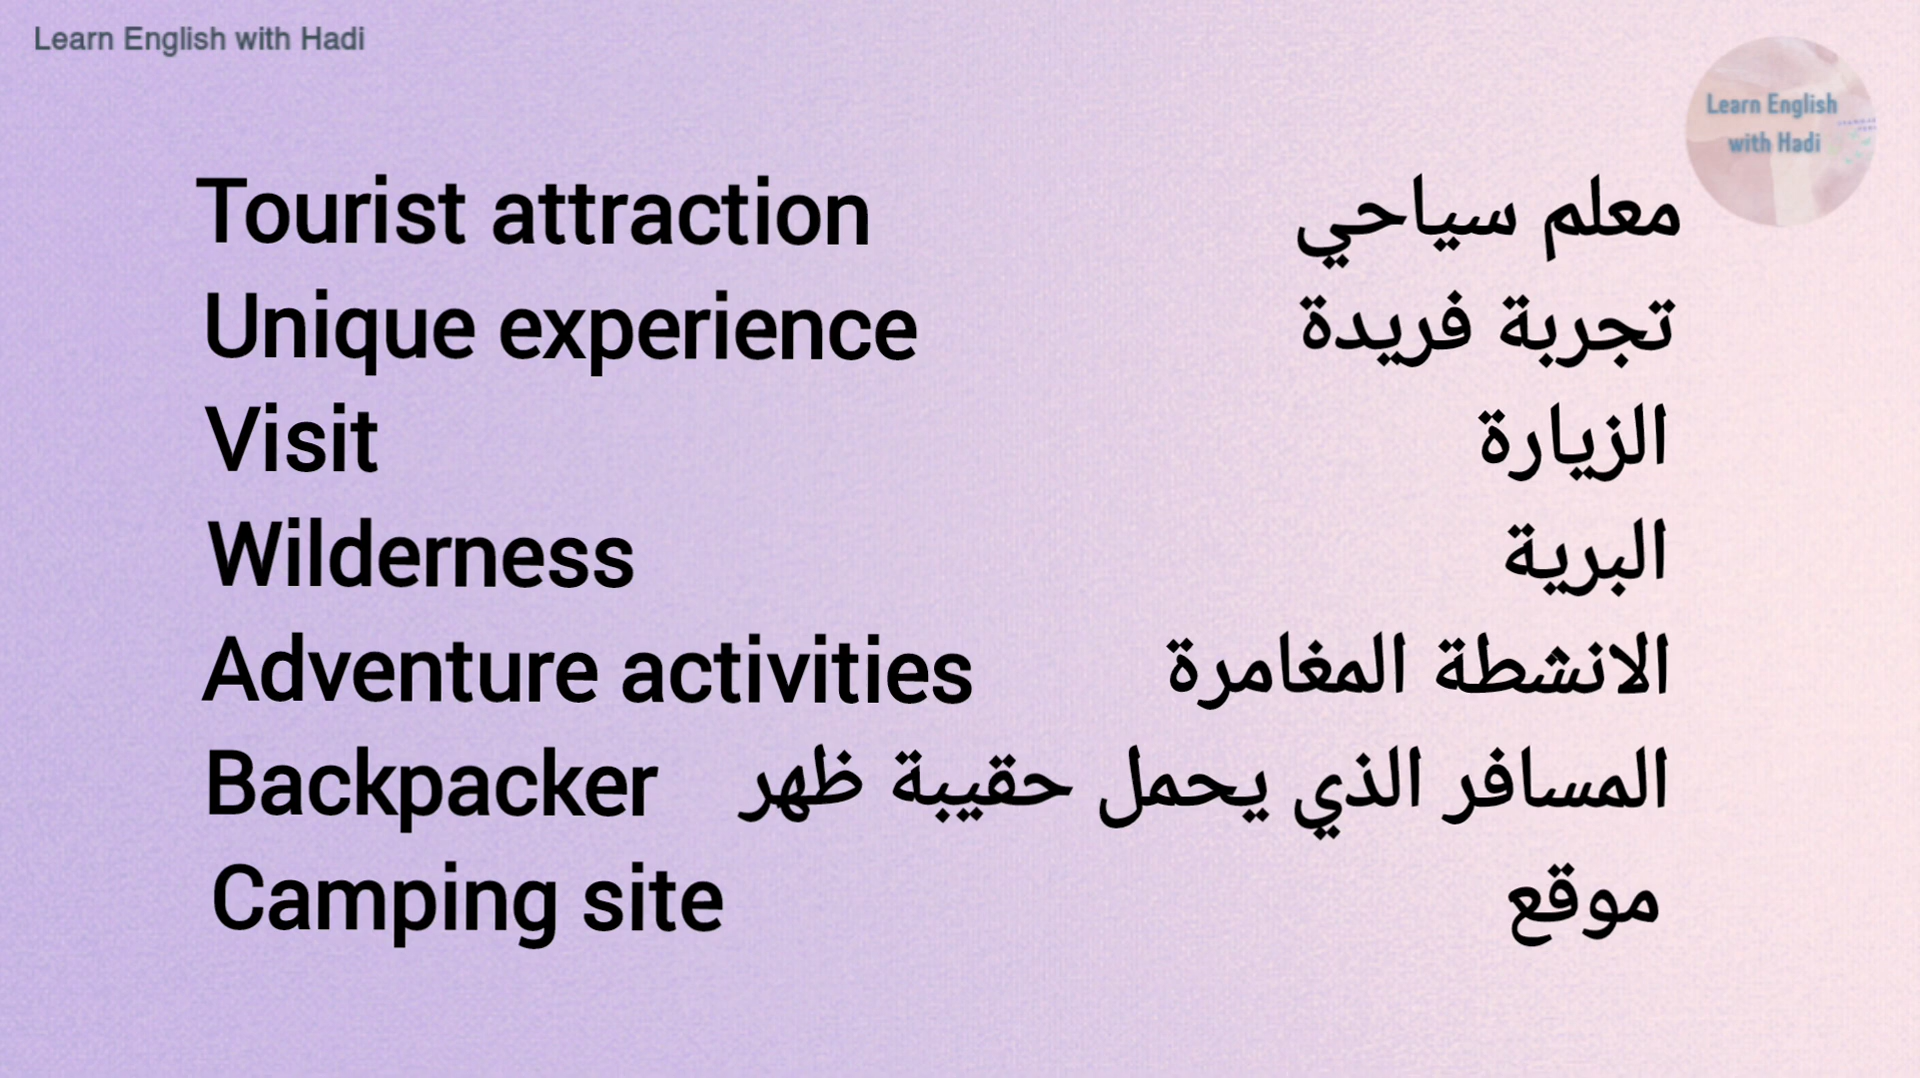 Learn English with Hadi
Learn English
with Hadi
Tourist attraction معلم سياحي
Unique experience تجربة فريدة
Visit الزيارة
Wilderness البرية
Adventure activities الانشطة المغامرة
Backpacker المسافر الذي يحمل حقيبة ظهر
Camping site موقع